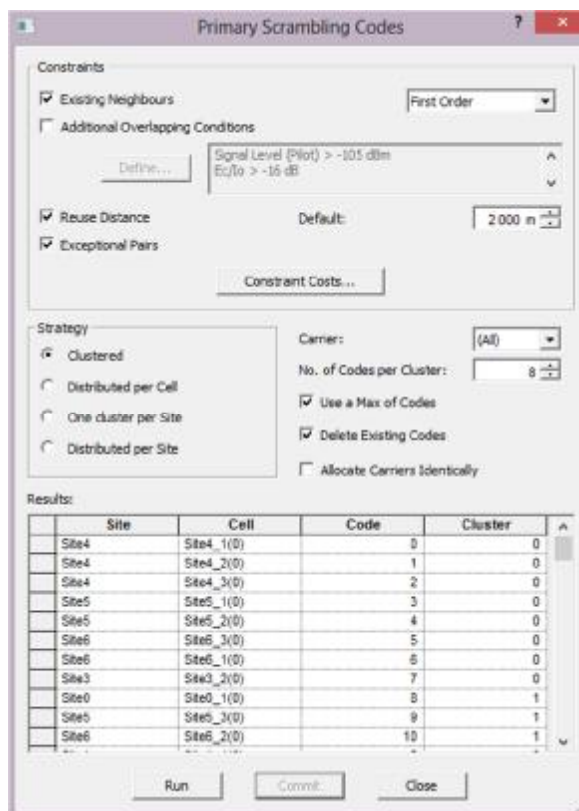 Primary Scrambling Codes ?
Constraints
Existing Neighbours First Order
Additional Overlapping Conditions
Define... Signal Level (Pilot) > -105 dBm
Ec/Io > -16 dB
Reuse Distance Default: 2 000 m
Exceptional Pairs
Constraint Costs...
Strategy
Clustered
Distributed per Cell
One cluster per Site
Distributed per Site
Carrier: (All)
No. of Codes per Cluster: 8
Use a Max of Codes
Delete Existing Codes
Allocate Carriers Identically
Results:
Site Cell Code Cluster
Site4 Site4_1(0) 0 0
Site4 Site4_2(0) 1 0
Site4 Site4_3(0) 2 0
Site5 Site5_1(0) 3 0
Site5 Site5_2(0) 4 0
Site6 Site6_3(0) 5 0
Site6 Site6_1(0) 6 0
Site3 Site3_2(0) 7 0
Site0 Site0_1(0) 8 1
Site5 Site5_3(0) 9 1
Site6 Site6_2(0) 10 1
Run Commit Close